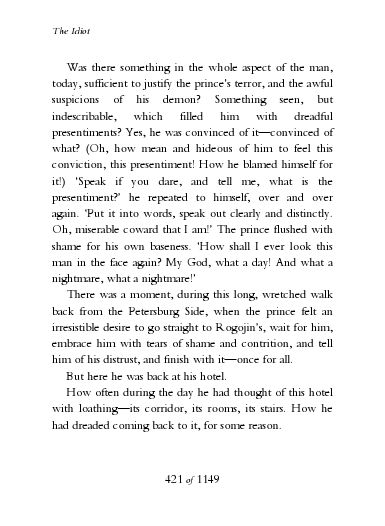 The Idiot
Was there something in the whole aspect of the man,
today, sufficient to justify the prince's terror, and the awful
suspicions of his demon? Something seen, but
indescribable, which filled him with dreadful
presentiments? Yes, he was convinced of it—convinced of
what? (Oh, how mean and hideous of him to feel this
conviction, this presentiment! How he blamed himself for
it!) 'Speak if you dare, and tell me, what is the
presentiment?' he repeated to himself, over and over
again. 'Put it into words, speak out clearly and distinctly.
Oh, miserable coward that I am!' The prince flushed with
shame for his own baseness. 'How shall I ever look this
man in the face again? My God, what a day! And what a
nightmare, what a nightmare!'
There was a moment, during this long, wretched walk
back from the Petersburg Side, when the prince felt an
irresistible desire to go straight to Rogojin's, wait for him,
embrace him with tears of shame and contrition, and tell
him of his distrust, and finish with it—once for all.
But here he was back at his hotel.
How often during the day he had thought of this hotel
with loathing—its corridor, its rooms, its stairs. How he
had dreaded coming back to it, for some reason.
421 of 1149